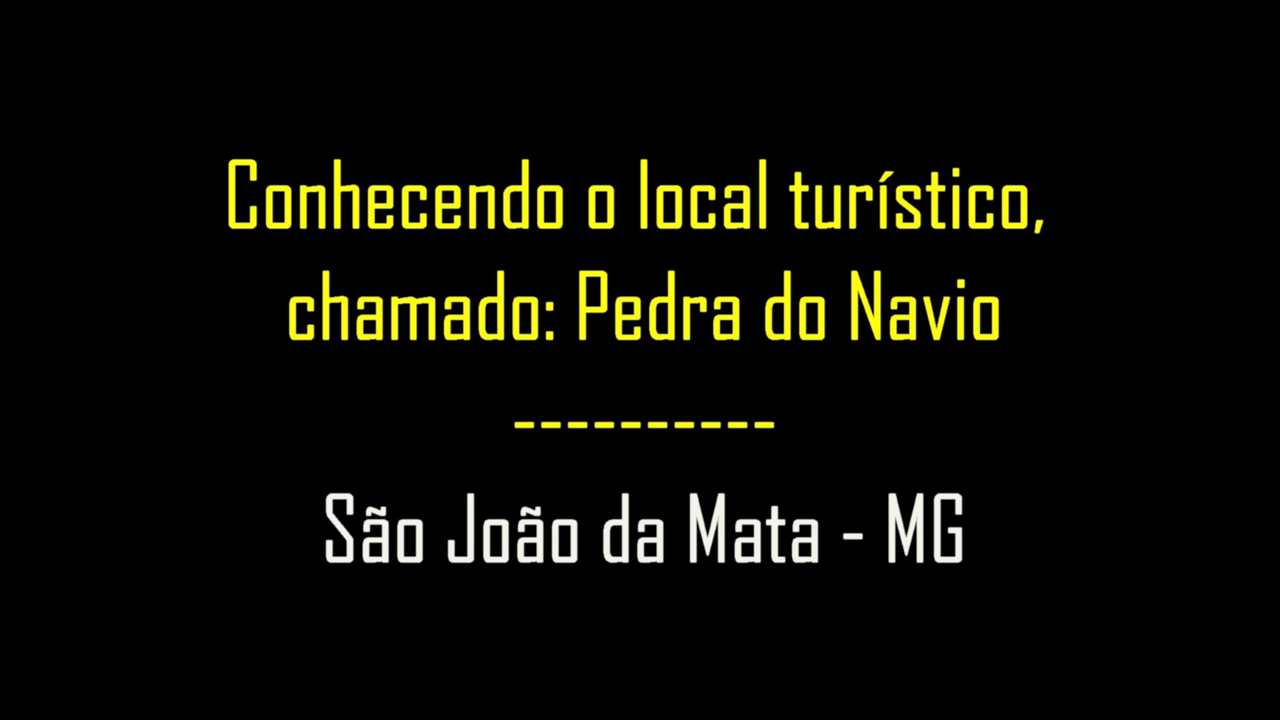 Conhecendo o local turístico,
chamado: Pedra do Navio
----------
São João da Mata - MG